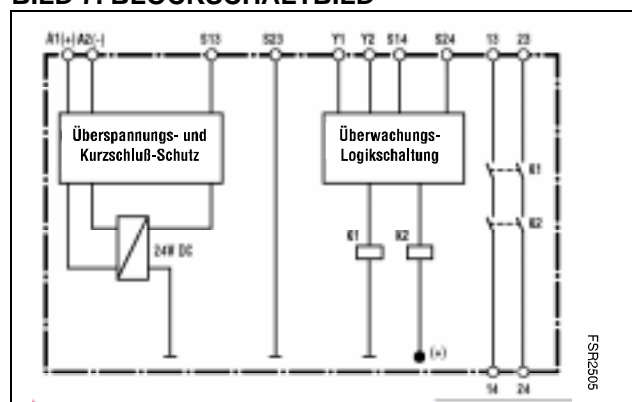 BILD 7: BLOCKSCHALTBILD
A1(+) A2(-) S13 S23 Y1 Y2 S14 S24 13 23
Überspannungs- und
Kurzschluß-Schutz
Überwachungs-
Logikschaltung
K1
K2
K1 K2
24V DC
(+)
14 24
FSR2505